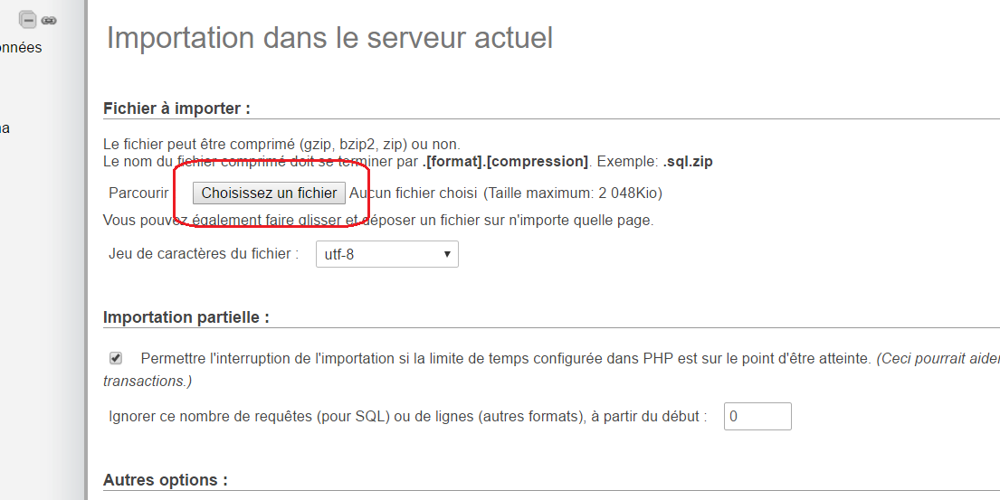 Importation dans le serveur actuel
onnées
Fichier à importer :
a
Le fichier peut être comprimé (gzip, bzip2, zip) ou non.
Le nom du fichier comprimé doit se terminer par .[format].[compression]. Exemple: .sql.zip
Parcourir Choisissez un fichier Aucun fichier choisi (Taille maximum: 2 048Kio)
Vous pouvez également faire glisser et déposer un fichier sur n'importe quelle page.
Jeu de caractères du fichier : utf-8
Importation partielle :
Permettre l'interruption de l'importation si la limite de temps configurée dans PHP est sur le point d'être atteinte. (Ceci pourrait aider
transactions.)
Ignorer ce nombre de requêtes (pour SQL) ou de lignes (autres formats), à partir du début : 0
Autres options :